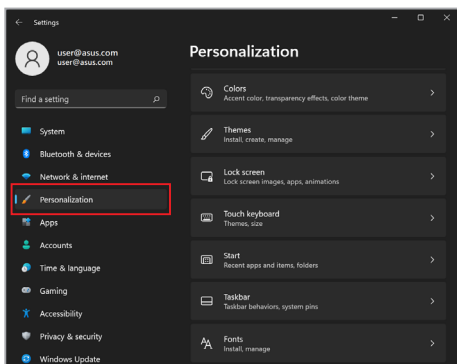 Settings
user@asus.com
user@asus.com
Find a setting
System
Bluetooth & devices
Network & internet
Personalization
Apps
Accounts
Time & language
Gaming
Accessibility
Privacy & security
Windows Update
Personalization
Colors
Accent color, transparency effects, color theme
Themes
Install, create, manage
Lock screen
Lock screen images, apps, animations
Touch keyboard
Themes, size
Start
Recent apps and items, folders
Taskbar
Taskbar behaviors, system pins
Fonts
Install, manage